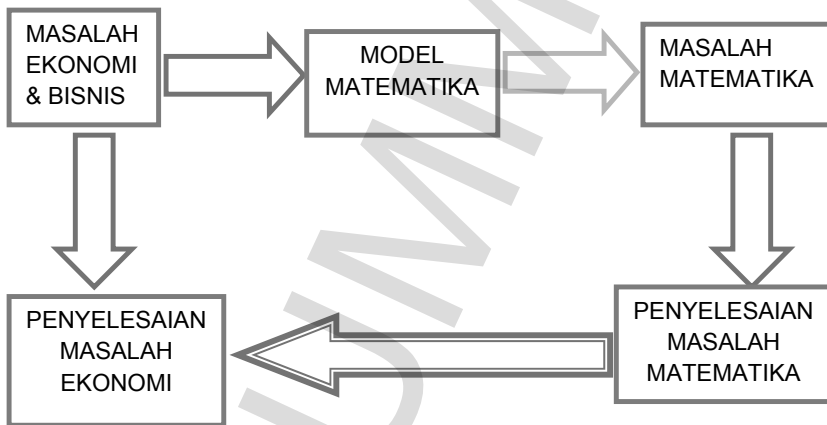 MASALAH
EKONOMI
& BISNIS
MODEL
MATEMATIKA
MASALAH
MATEMATIKA
PENYELESAIAN
MASALAH
EKONOMI
PENYELESAIAN
MASALAH
MATEMATIKA